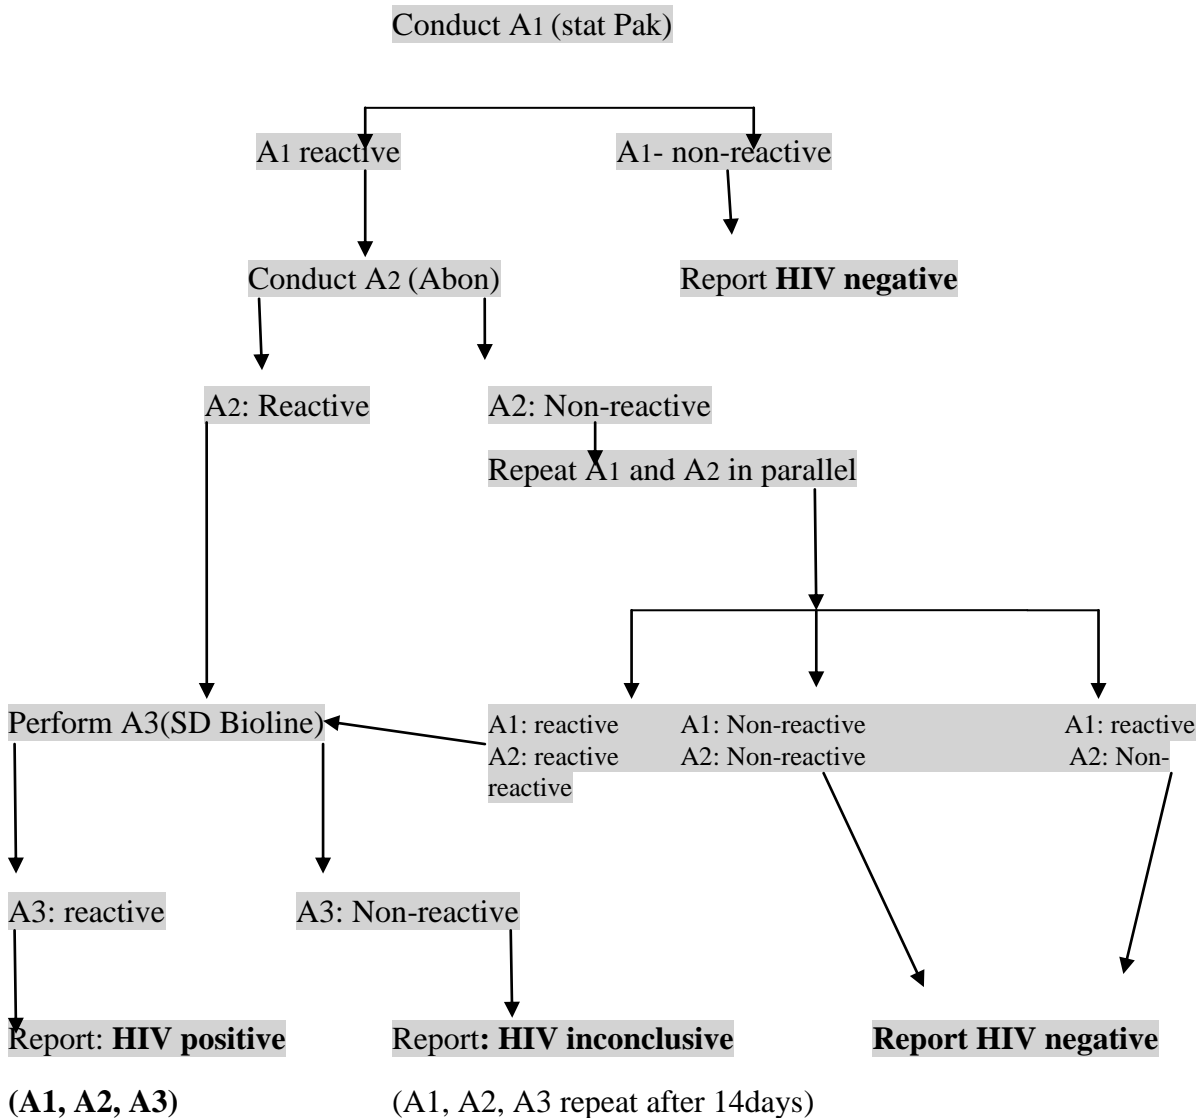 Conduct A1 (stat Pak)
A1 reactive
A1- non-reactive
Conduct A2 (Abon)
Report HIV negative
A2: Reactive
A2: Non-reactive
Repeat A1 and A2 in parallel
Perform A3(SD Bioline)
A1: reactive A1: Non-reactive A1: reactive
A2: reactive A2: Non-reactive A2: Non-
reactive
A3: reactive
A3: Non-reactive
Report: HIV positive
Report: HIV inconclusive
Report HIV negative
(A1, A2, A3)
(A1, A2, A3 repeat after 14days)